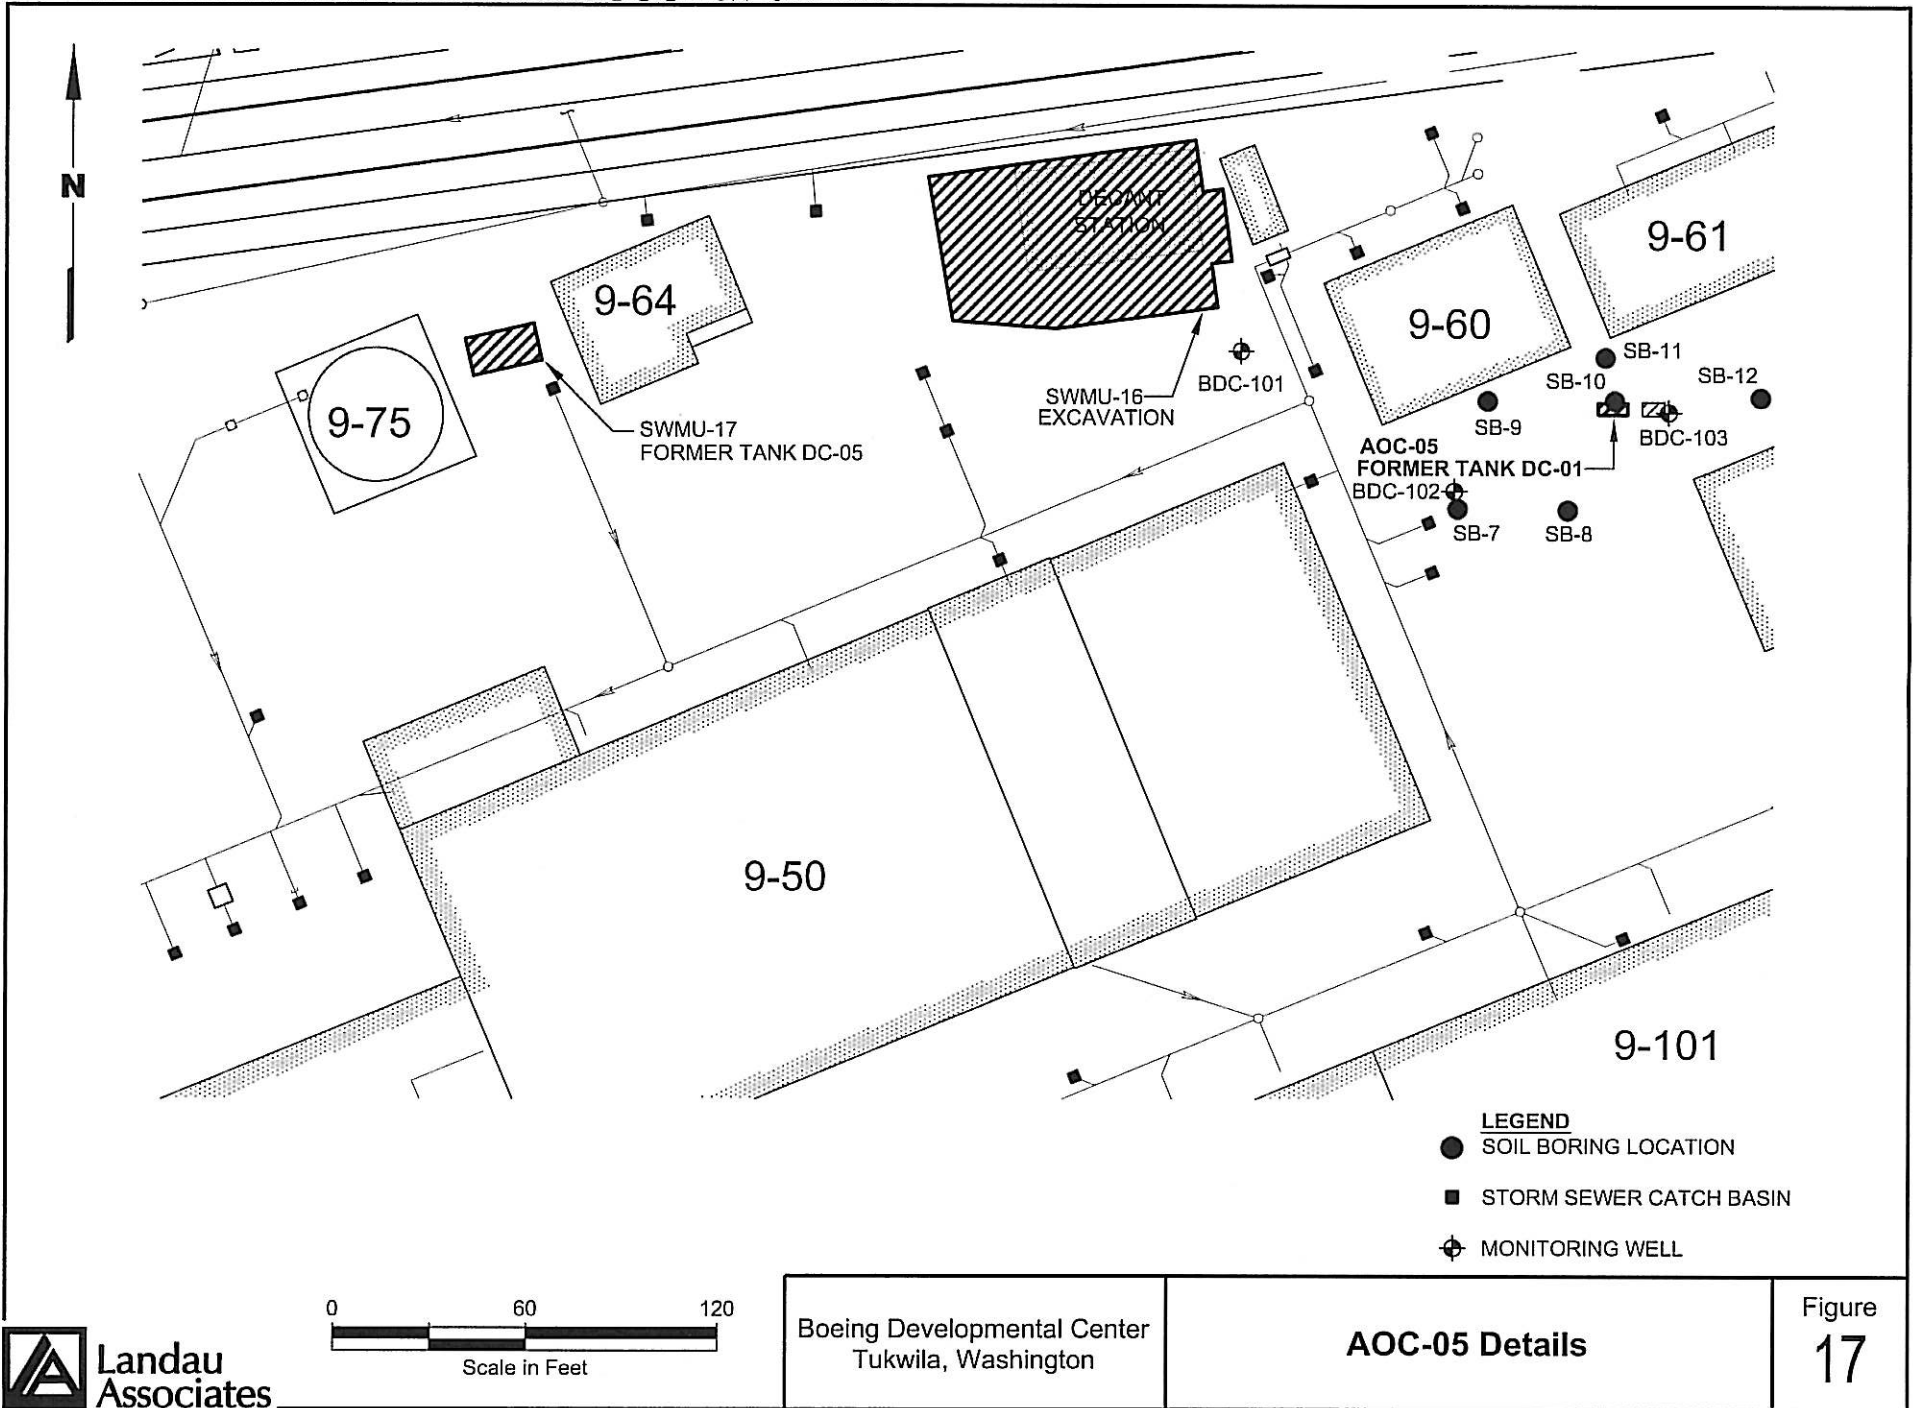 N
DECANT
STATION
9-61
9-64
9-60
SB-11
SB-10
SB-12
BDC-101
SWMU-16
EXCAVATION
9-75
SB-9
BDC-103
SWMU-17
FORMER TANK DC-05
AOC-05
FORMER TANK DC-01
BDC-102
SB-7
SB-8
9-50
9-101
LEGEND
SOIL BORING LOCATION
STORM SEWER CATCH BASIN
MONITORING WELL
0 60 120
Scale in Feet
Landau
Associates
Boeing Developmental Center
Tukwila, Washington
AOC-05 Details
Figure
17